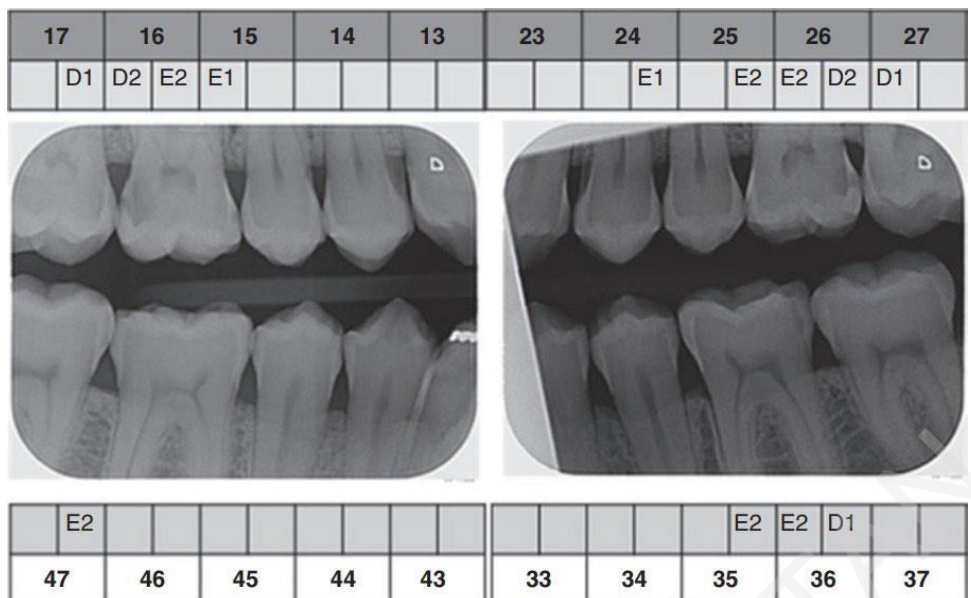 17 16 15 14 13 23 24 25 26 27
D1 D2 E2 E1 E1 E2 E2 D2 D1
D D
E2 E2 E2 D1
47 46 45 44 43 33 34 35 36 37